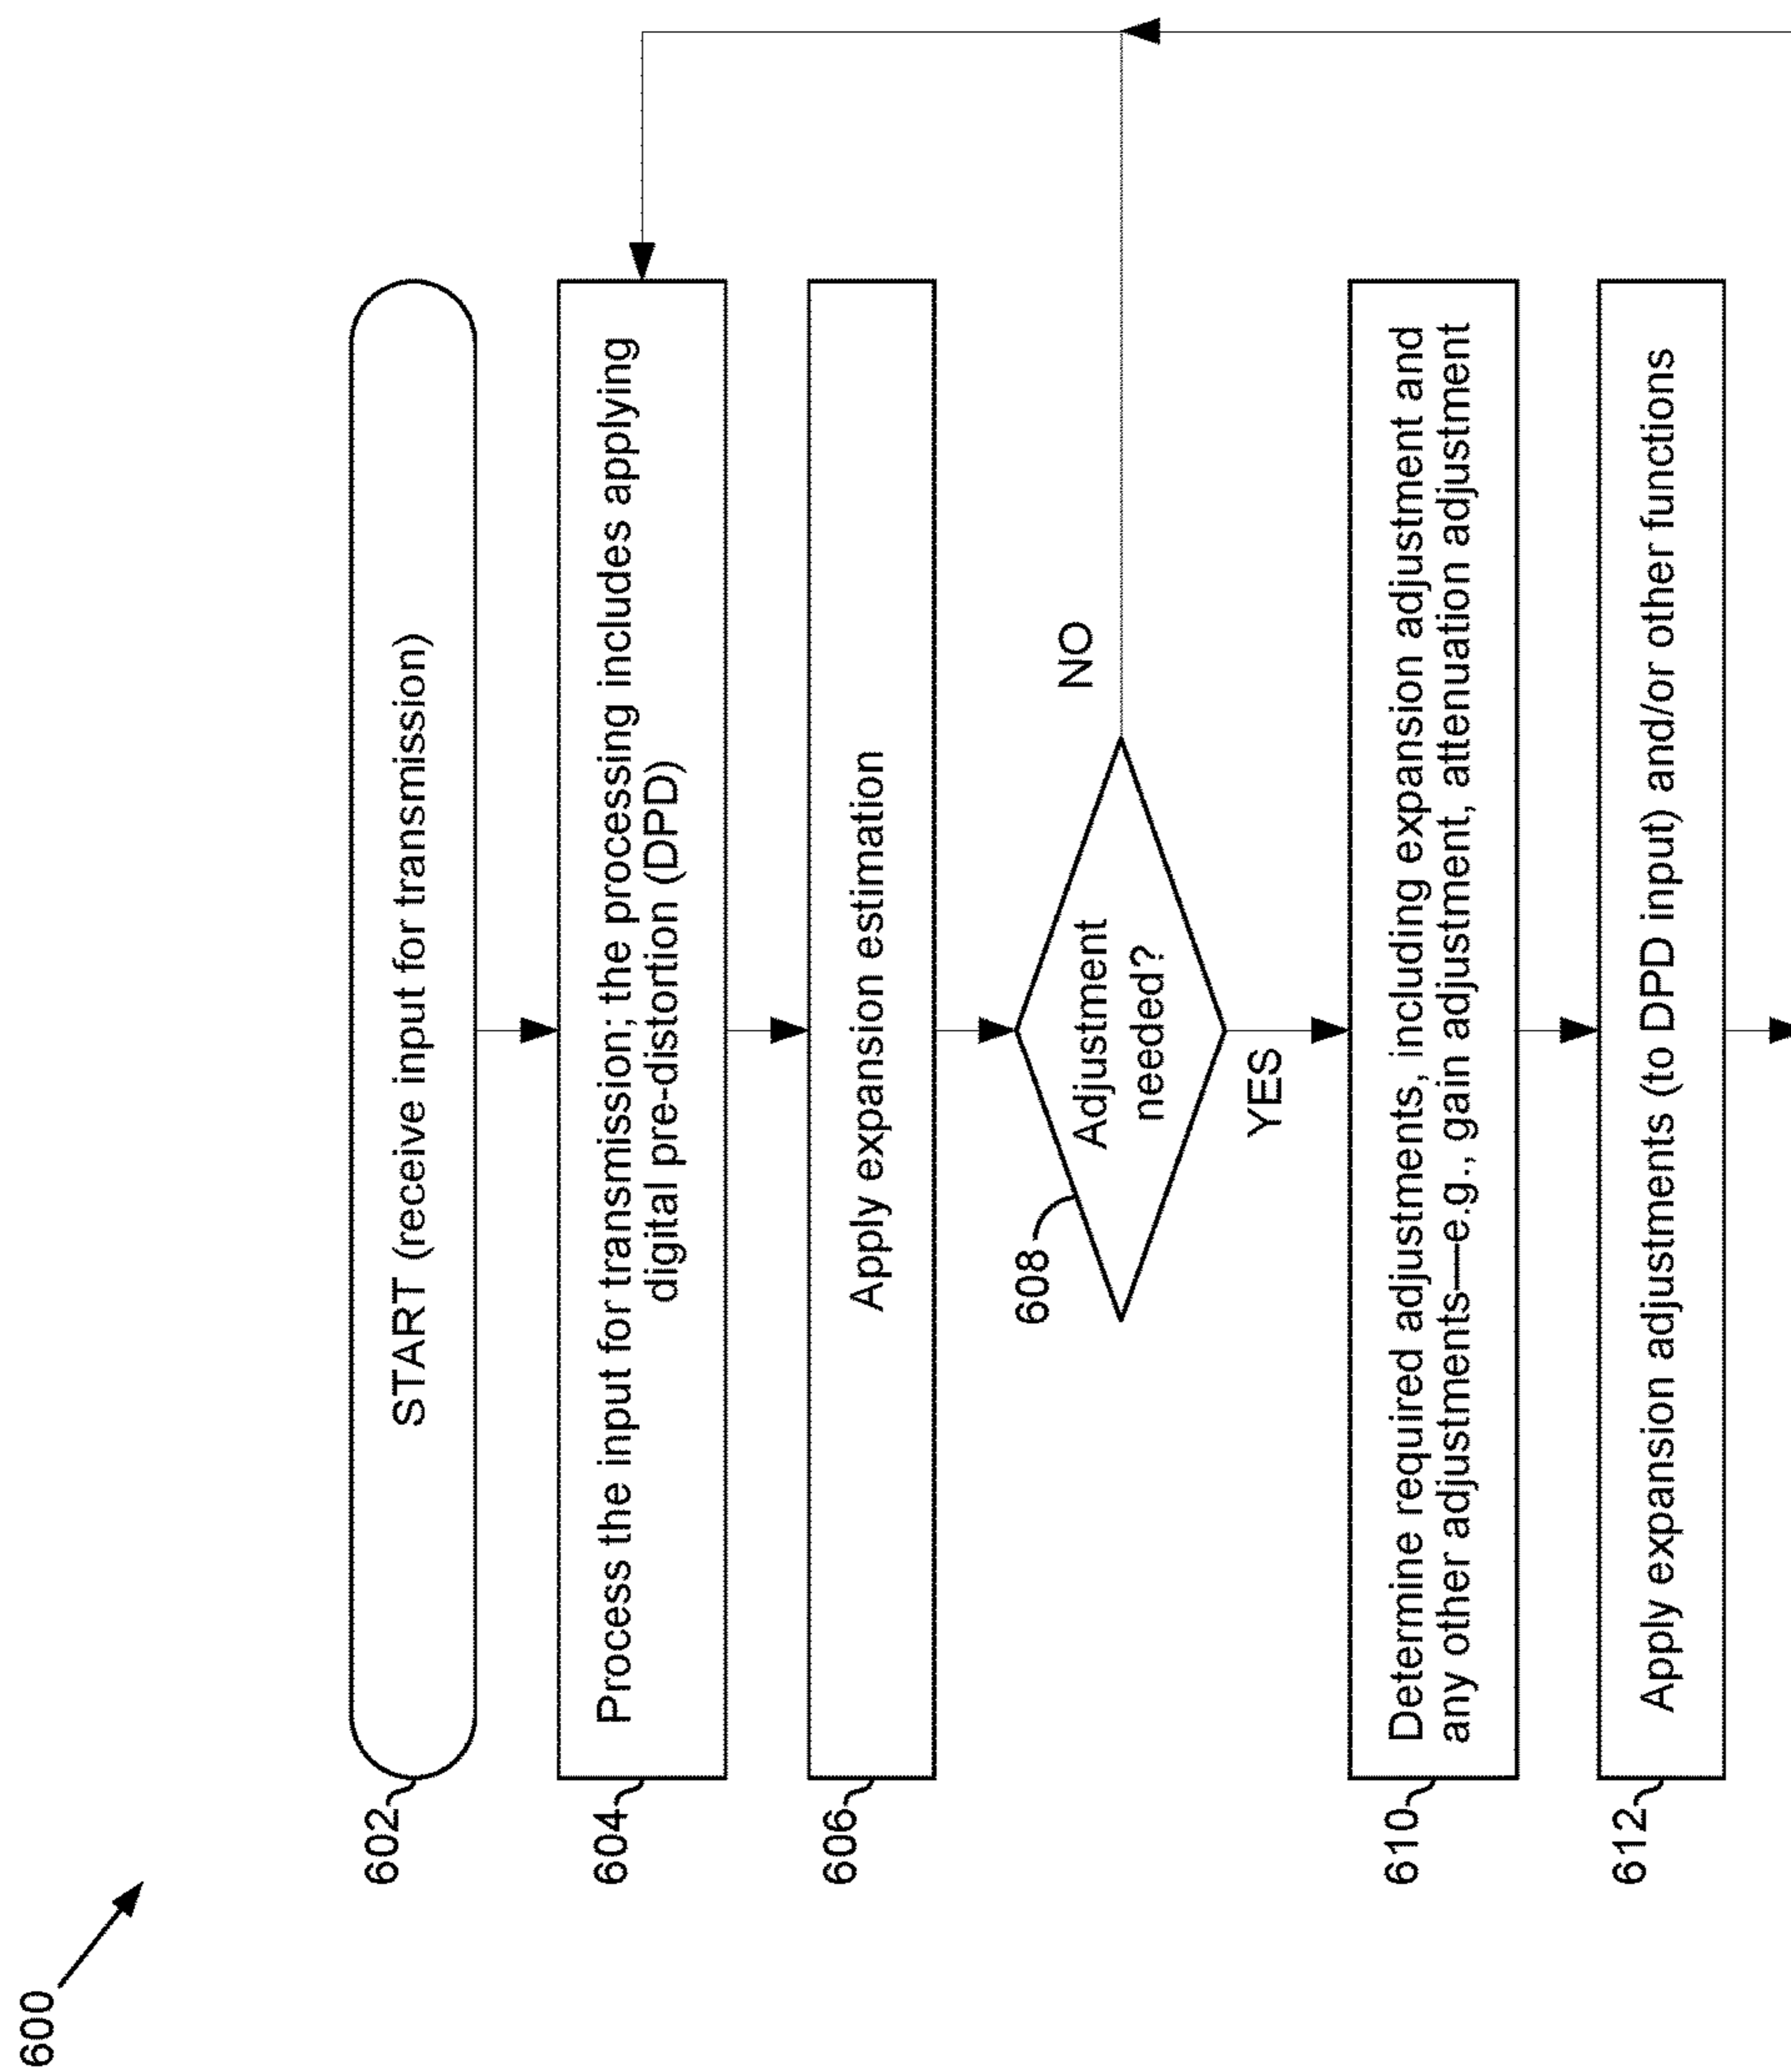 600
602
START (receive input for transmission)
604
Process the input for transmission; the processing includes applying
digital pre-distortion (DPD)
606
Apply expansion estimation
608
Adjustment
needed?
NO
YES
610
Determine required adjustments, including expansion adjustment and
any other adjustments—e.g., gain adjustment, attenuation adjustment
612
Apply expansion adjustments (to DPD input) and/or other functions